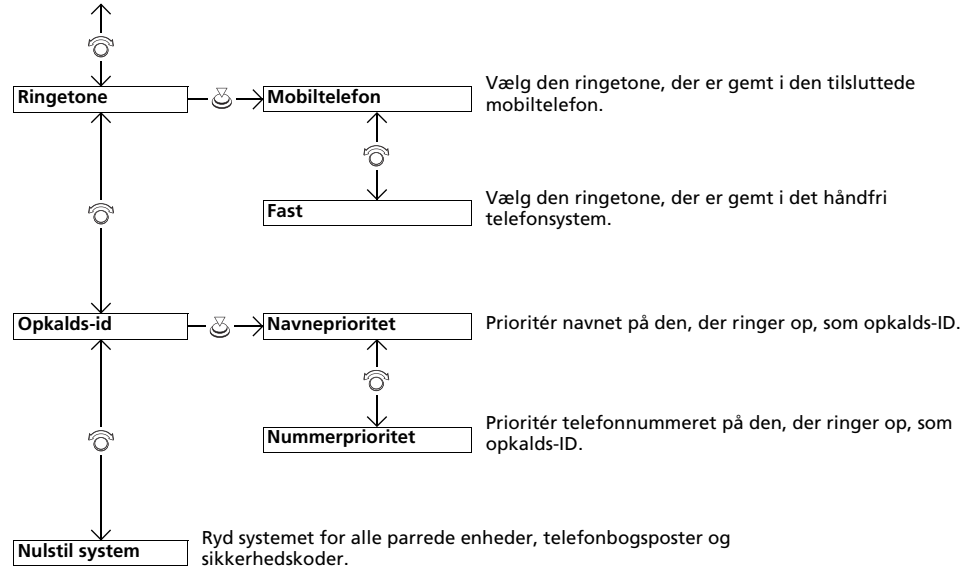 Ringetone
Mobiltelefon
Vælg den ringetone, der er gemt i den tilsluttede
mobiltelefon.
Fast
Vælg den ringetone, der er gemt i det håndfri
telefonsystem.
Opkalds-id
Navneprioritet
Prioritér navnet på den, der ringer op, som opkalds-ID.
Nummerprioritet
Prioritér telefonnummeret på den, der ringer op, som
opkalds-ID.
Nulstil system
Ryd systemet for alle parrede enheder, telefonbogsposter og
sikkerhedskoder.